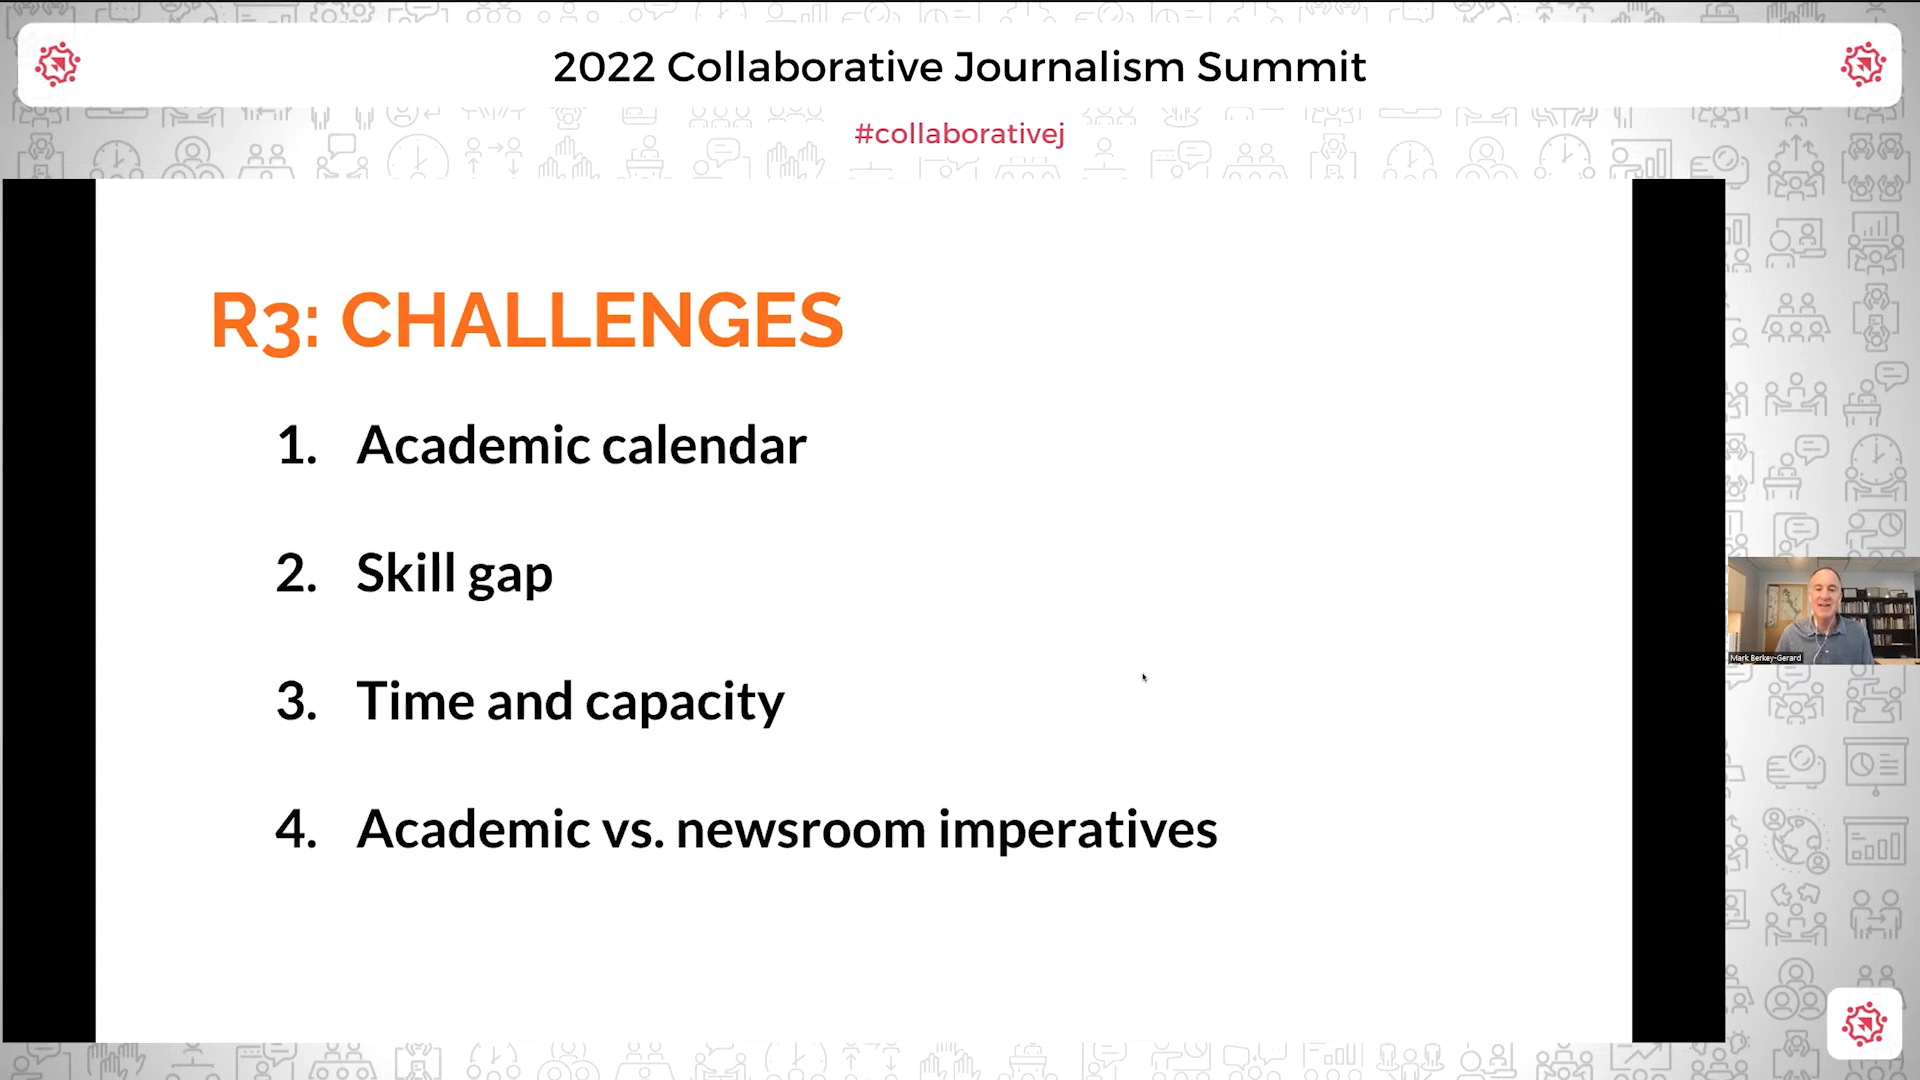 2022 Collaborative Journalism Summit
#collaborativej
R3: CHALLENGES
1. Academic calendar
2. Skill gap
3. Time and capacity
4. Academic vs. newsroom imperatives
Mark Berkey-Gerard